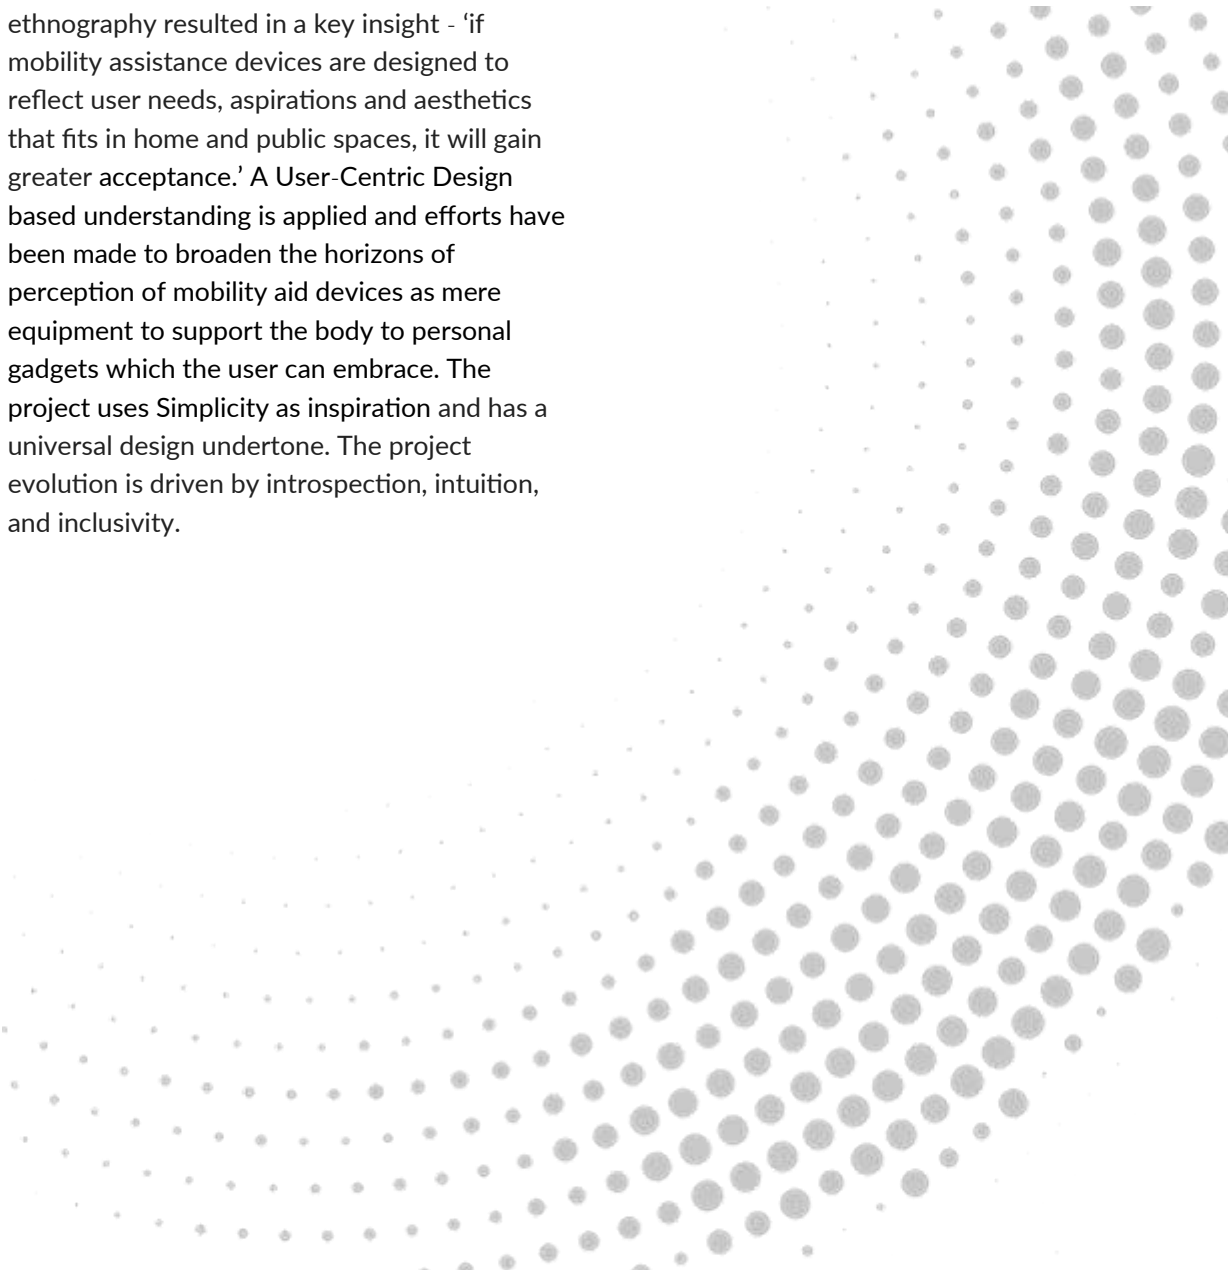 ethnography resulted in a key insight - ‘if
mobility assistance devices are designed to
reflect user needs, aspirations and aesthetics
that fits in home and public spaces, it will gain
greater acceptance.’ A User-Centric Design
based understanding is applied and efforts have
been made to broaden the horizons of
perception of mobility aid devices as mere
equipment to support the body to personal
gadgets which the user can embrace. The
project uses Simplicity as inspiration and has a
universal design undertone. The project
evolution is driven by introspection, intuition,
and inclusivity.